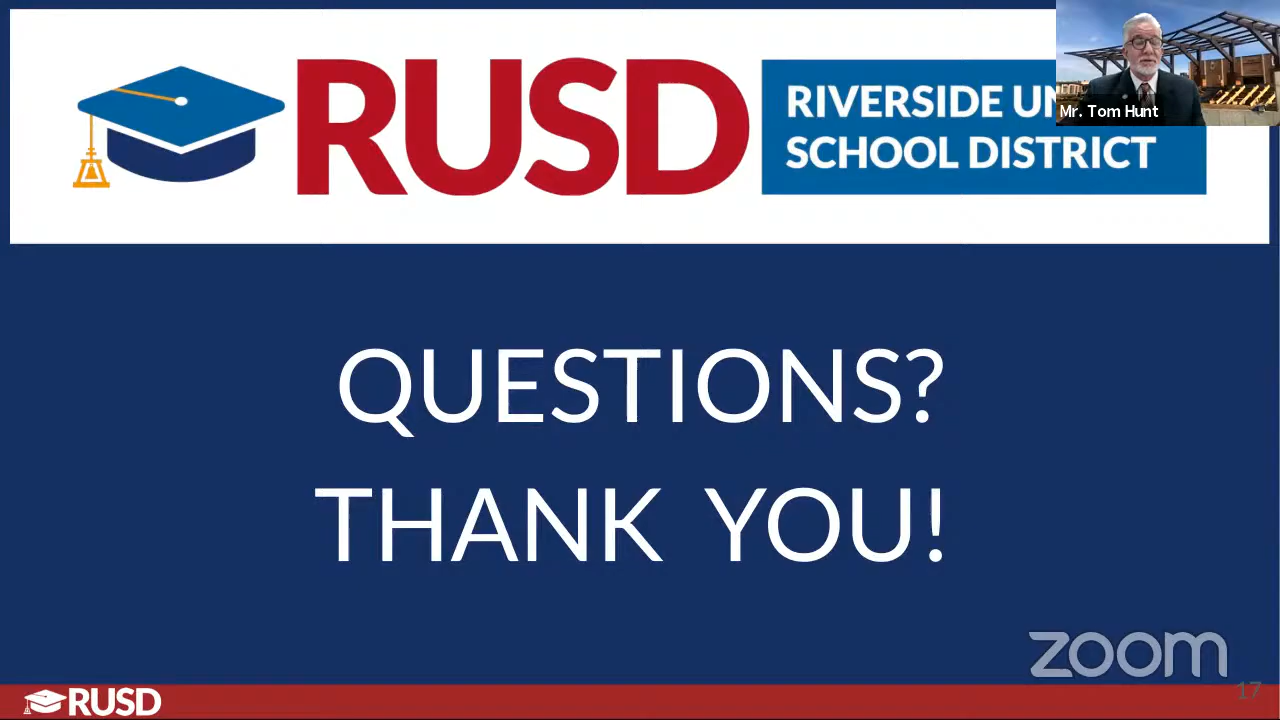 RUSD
RIVERSIDE UN
SCHOOL DISTRICT
Mr. Tom Hunt
QUESTIONS?
THANK YOU!
zoom
RUSD
17